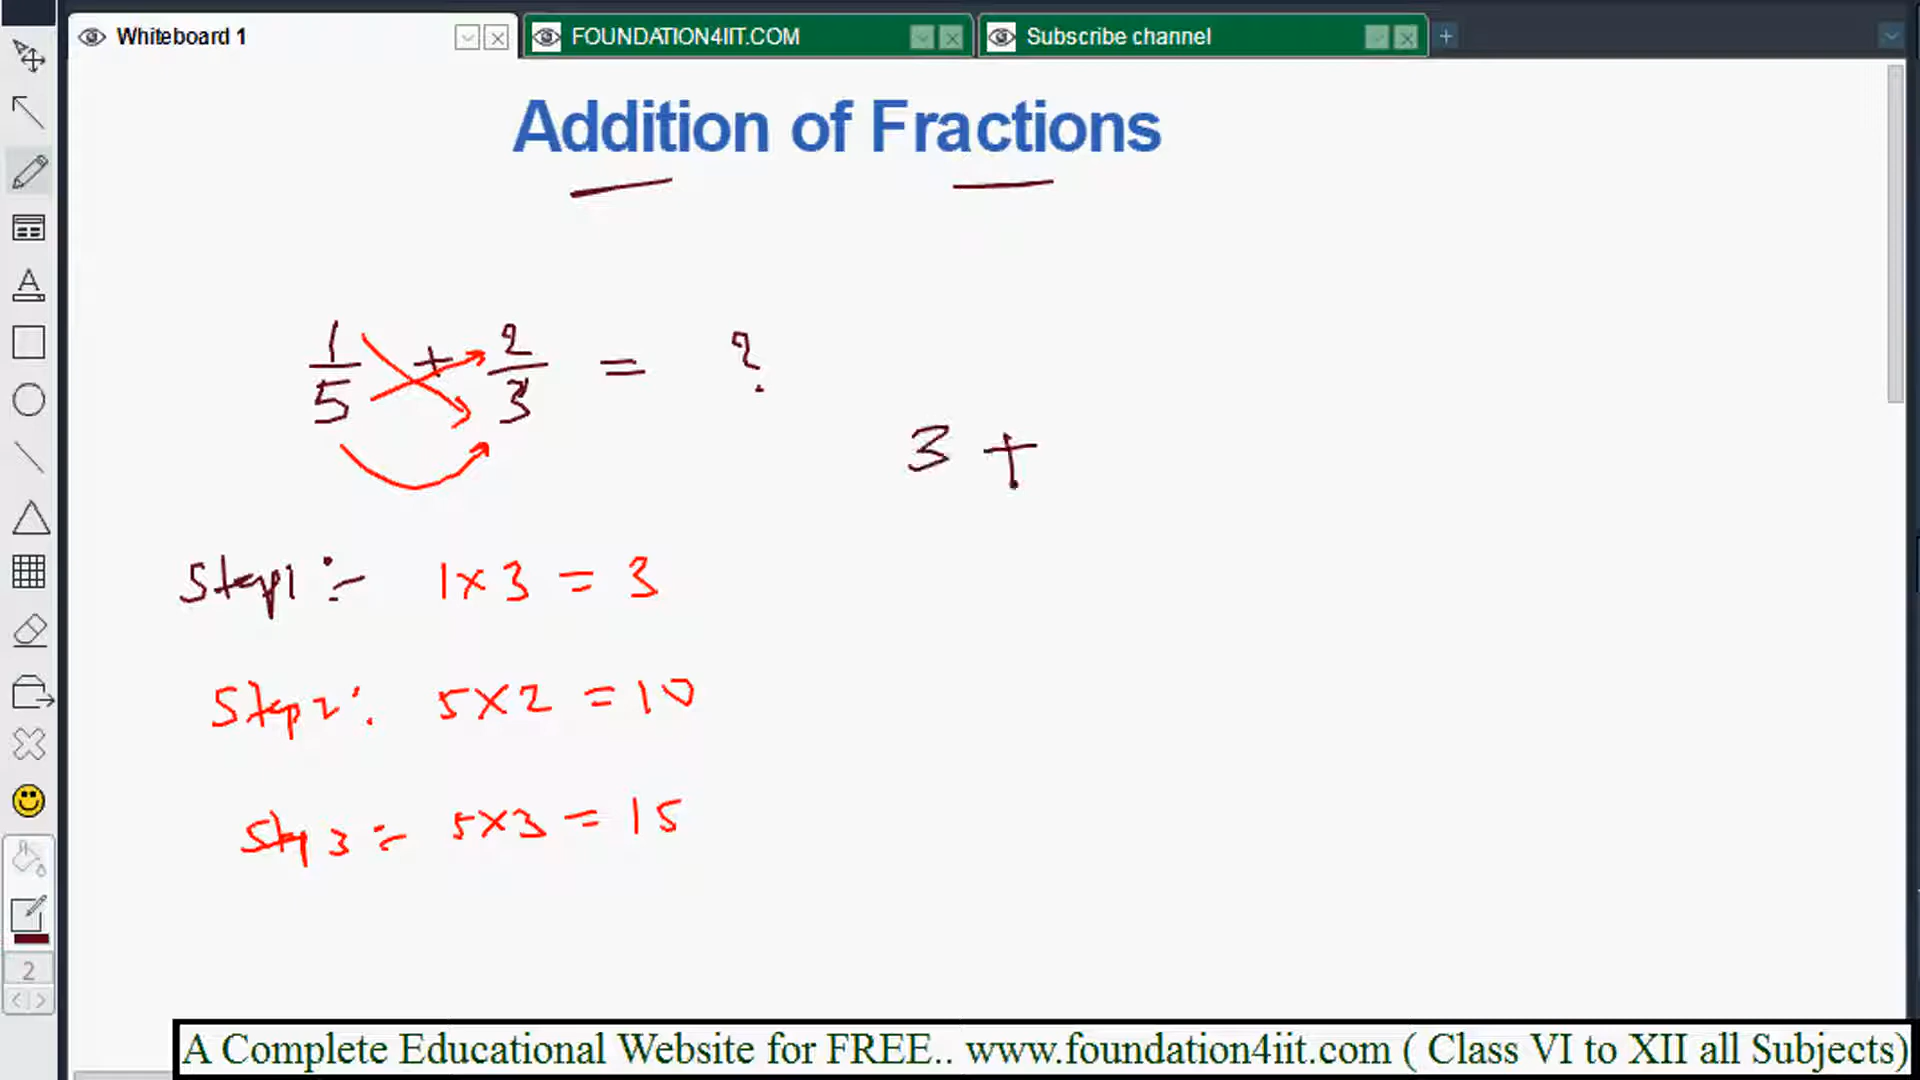 Whiteboard 1
FOUNDATION4IIT.COM
Subscribe channel
Addition of Fractions
1/5 + 2/3 = ?
3 +
Step1 :- 1 x 3 = 3
Step2: 5 x 2 = 10
Step 3 :- 5 x 3 = 15
2
A Complete Educational Website for FREE.. www.foundation4iit.com ( Class VI to XII all Subjects)